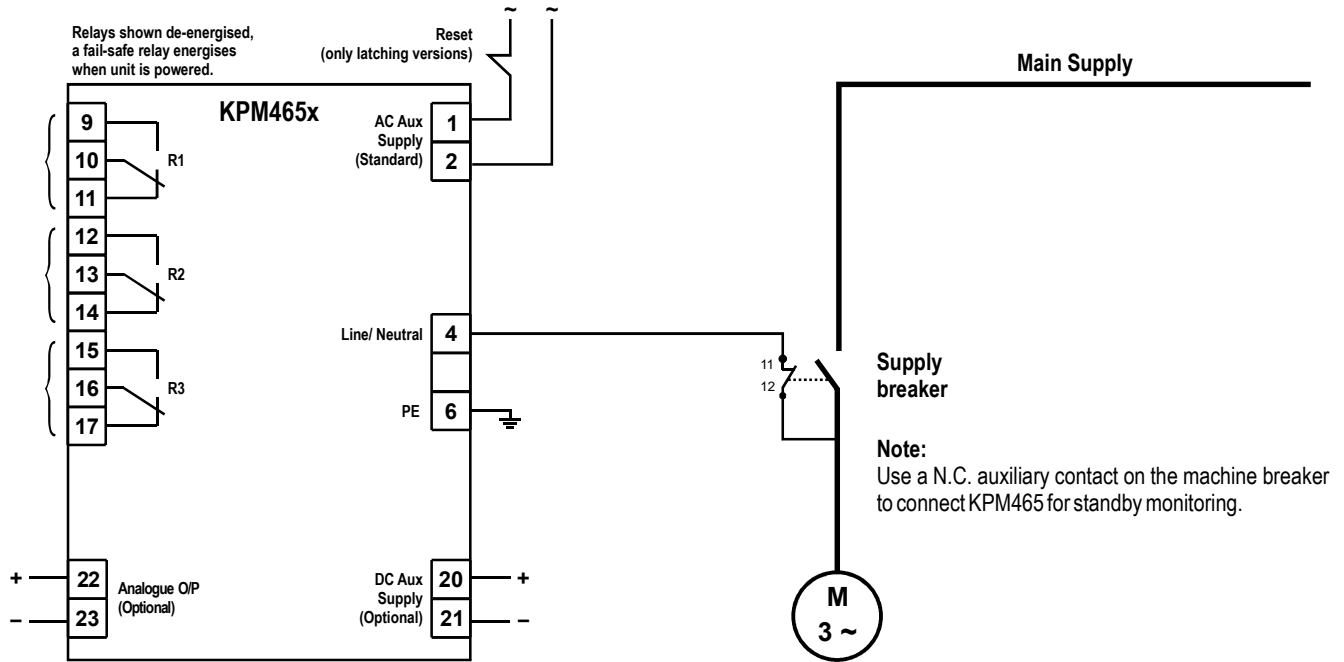 ~ ~
Relays shown de-energised,
a fail-safe relay energises
when unit is powered.
Reset
(only latching versions)
KPM465x
9
10
11
R1
12
13
14
R2
15
16
17
R3
AC Aux
Supply
(Standard)
1
2
Line/ Neutral
4
PE
6
+
22
−
23
Analogue O/P
(Optional)
DC Aux
Supply
(Optional)
20
+
21
−
Main Supply
11
12
Supply
breaker
Note:
Use a N.C. auxiliary contact on the machine breaker
to connect KPM465 for standby monitoring.
M
3 ~